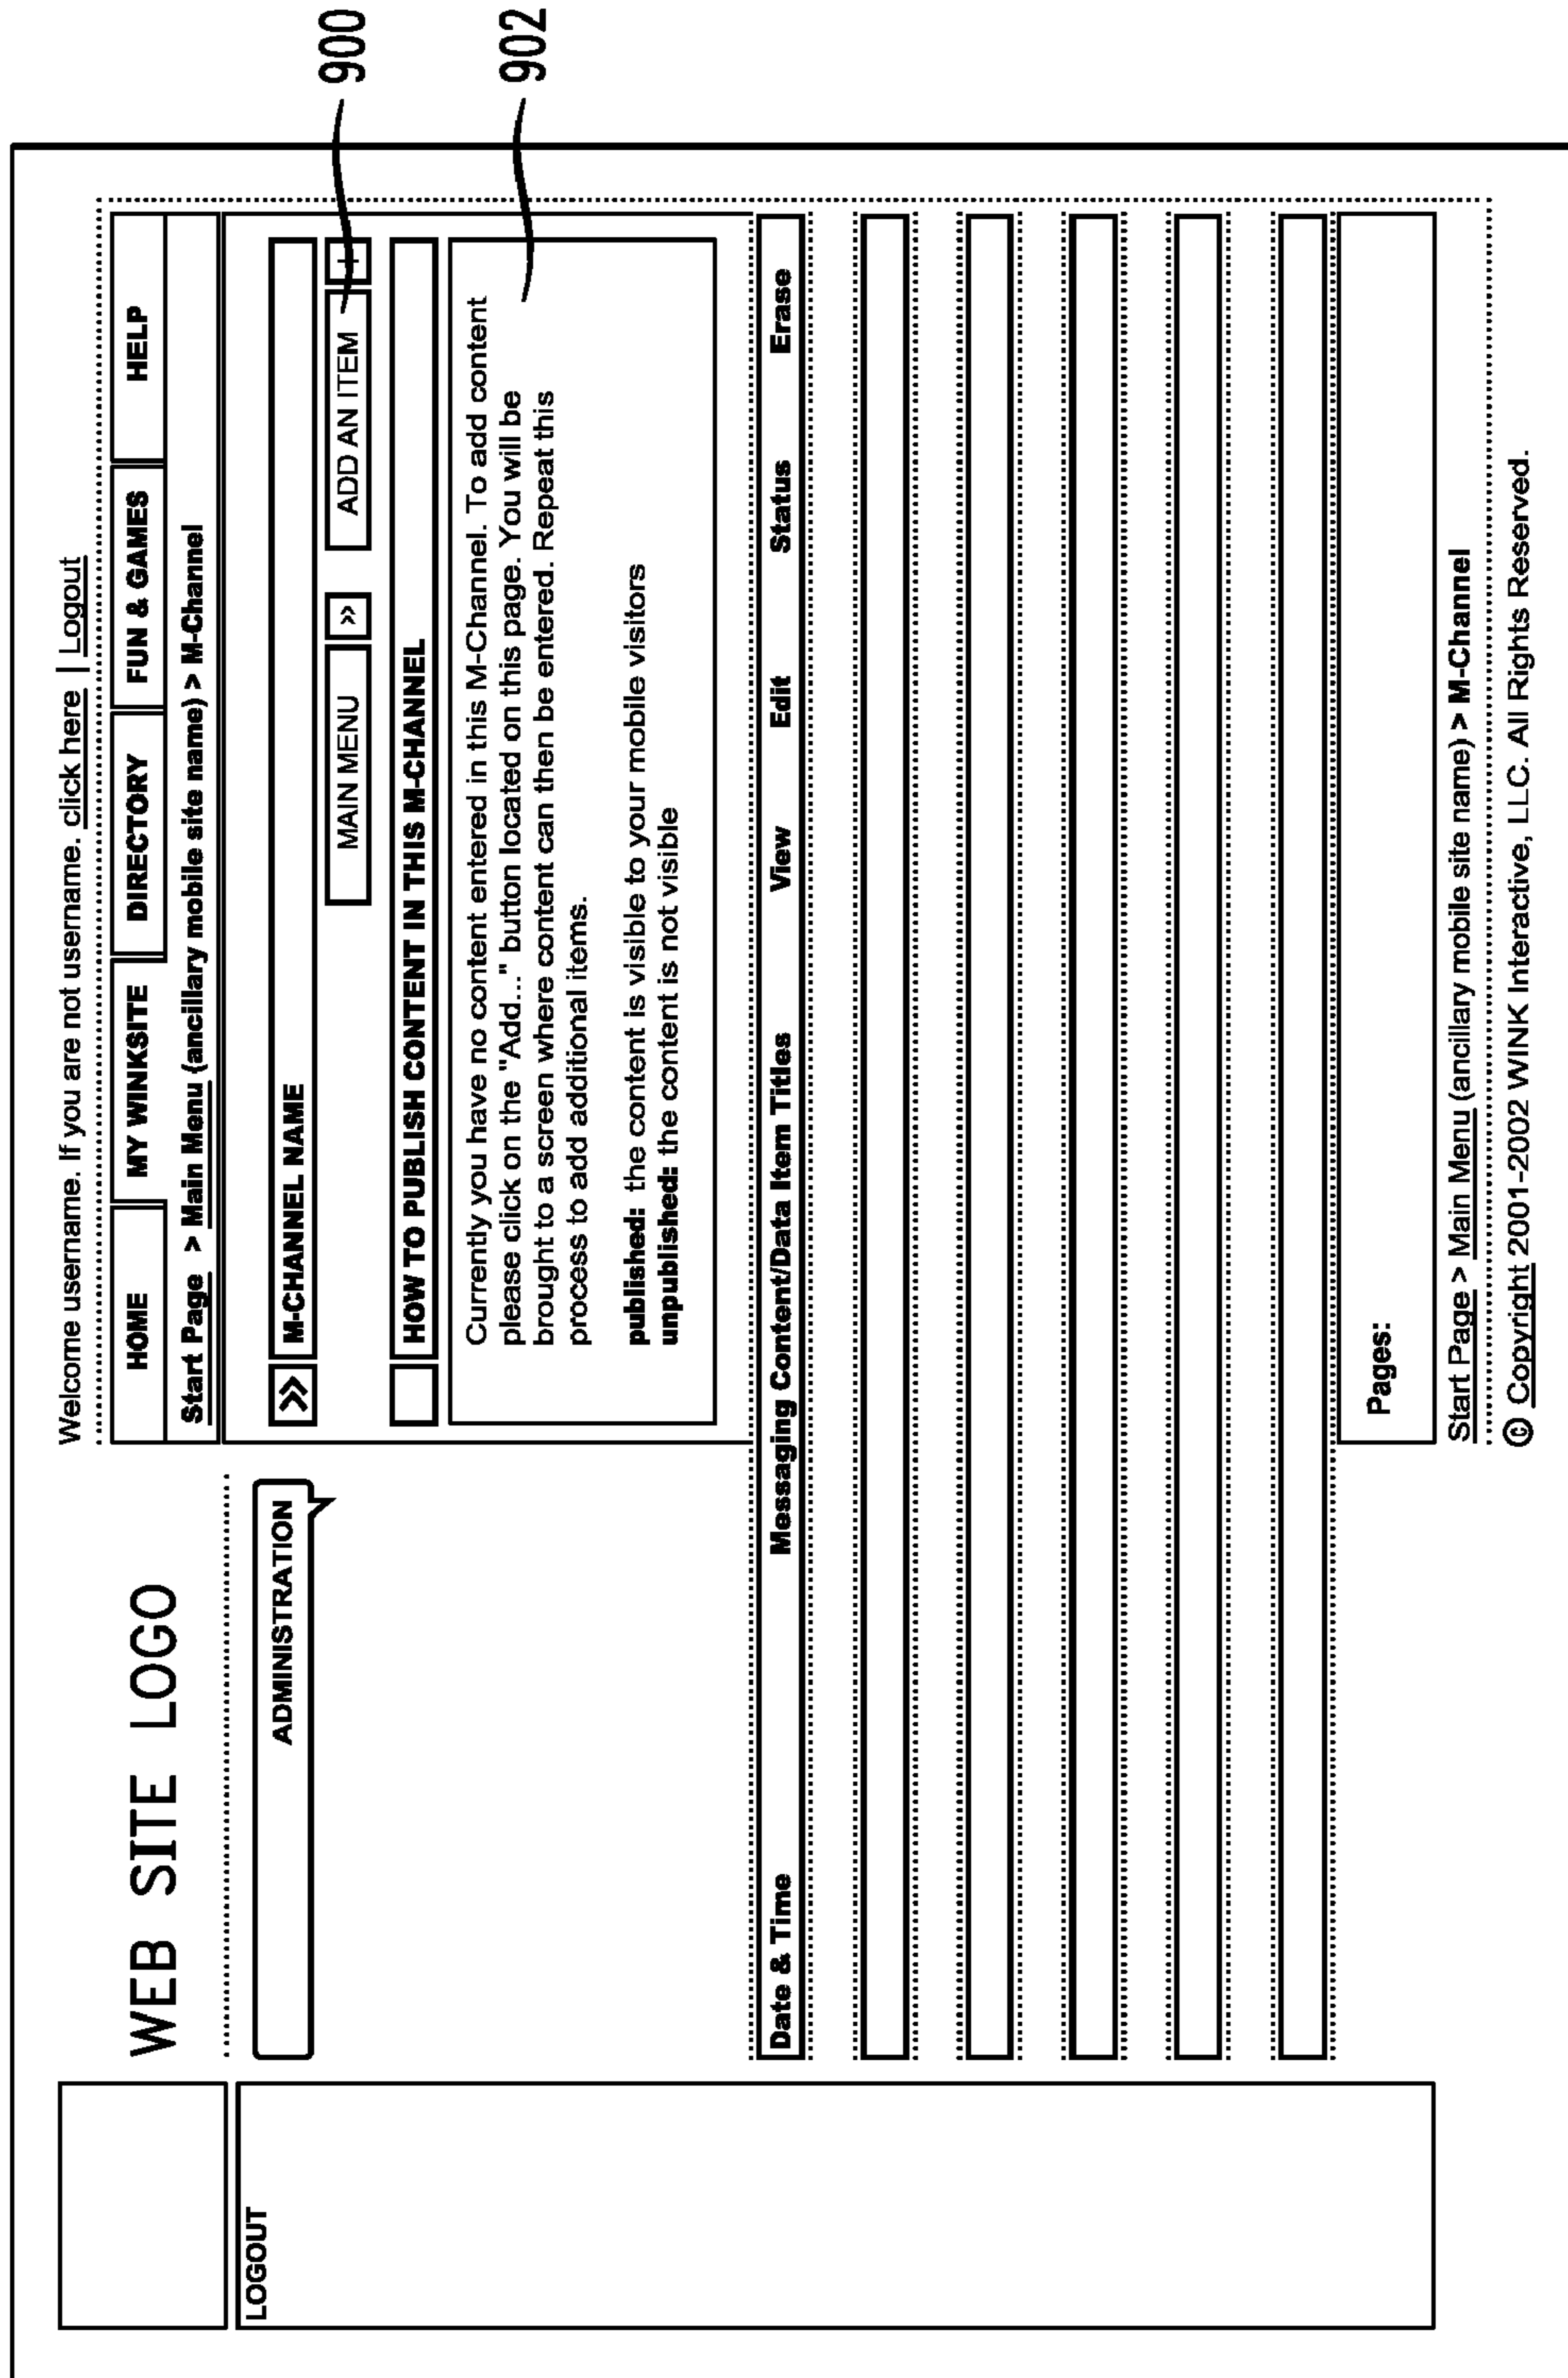 Welcome username. If you are not username. click here | Logout
WEB SITE LOGO
HOME MY WINKSITE DIRECTORY FUN & GAMES HELP
Start Page > Main Menu (ancillary mobile site name) > M-Channel
LOGOUT
ADMINISTRATION
>> M-CHANNEL NAME
MAIN MENU >> ADD AN ITEM +
900
HOW TO PUBLISH CONTENT IN THIS M-CHANNEL
Currently you have no content entered in this M-Channel. To add content
please click on the "Add..." button located on this page. You will be
brought to a screen where content can then be entered. Repeat this
process to add additional items.
902
published: the content is visible to your mobile visitors
unpublished: the content is not visible
Date & Time Messaging Content/Data Item Titles View Edit Status Erase
Pages:
Start Page > Main Menu (ancillary mobile site name) > M-Channel
© Copyright 2001-2002 WINK Interactive, LLC. All Rights Reserved.